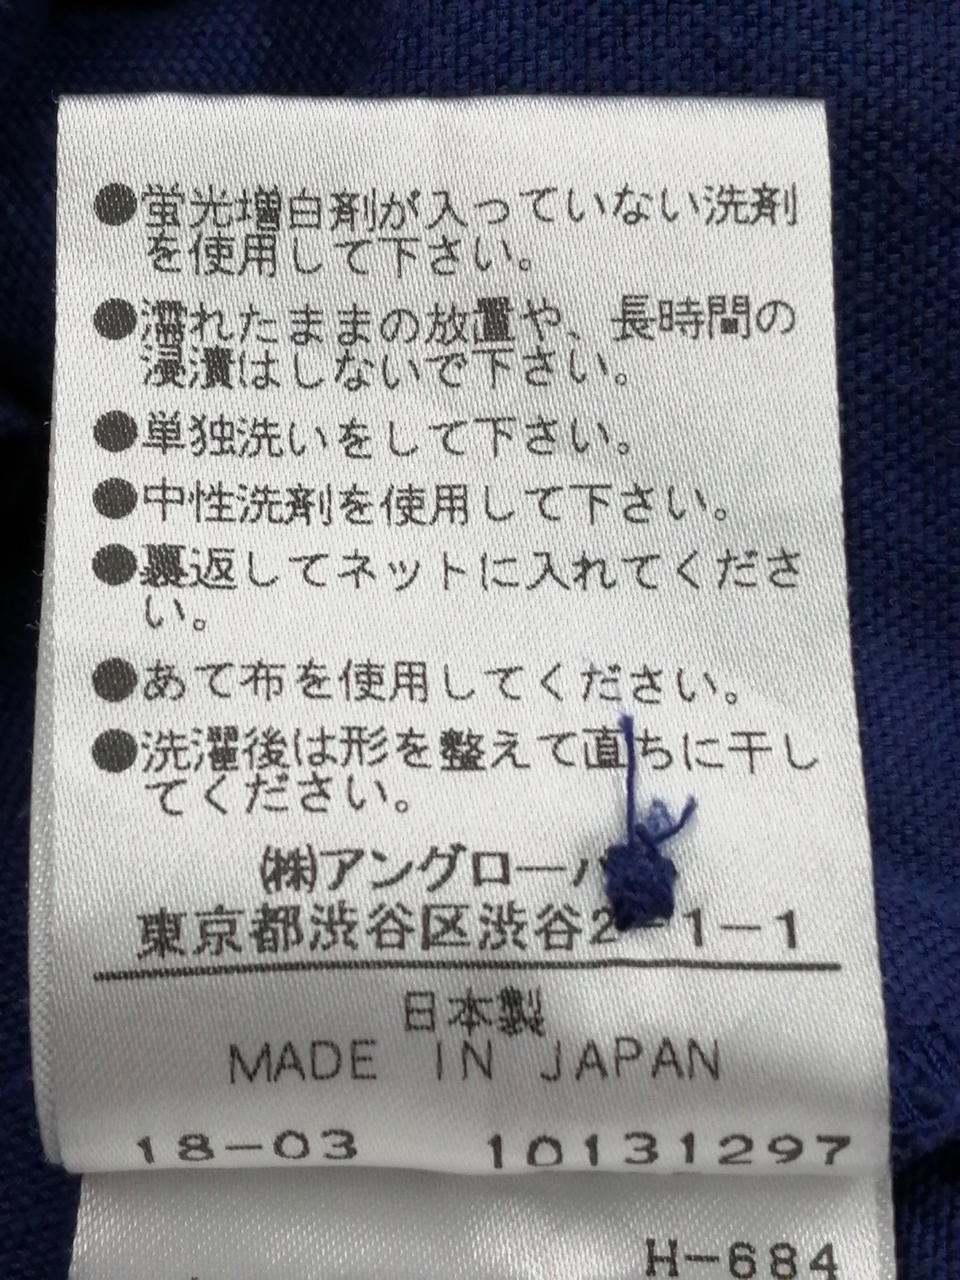 ●蛍光増白剤が入っていない洗剤
を使用して下さい。
●濡れたままの放置や、長時間の
浸漬はしないで下さい。
●単独洗いをして下さい。
●中性洗剤を使用して下さい。
●裏返してネットに入れてくださ
い。
●あて布を使用してください。
●洗濯後は形を整えて直ちに干し
てください。
㈱アングローバ
東京都渋谷区渋谷2 1-1
日本製
MADE IN JAPAN
18-03 10131297
H-684